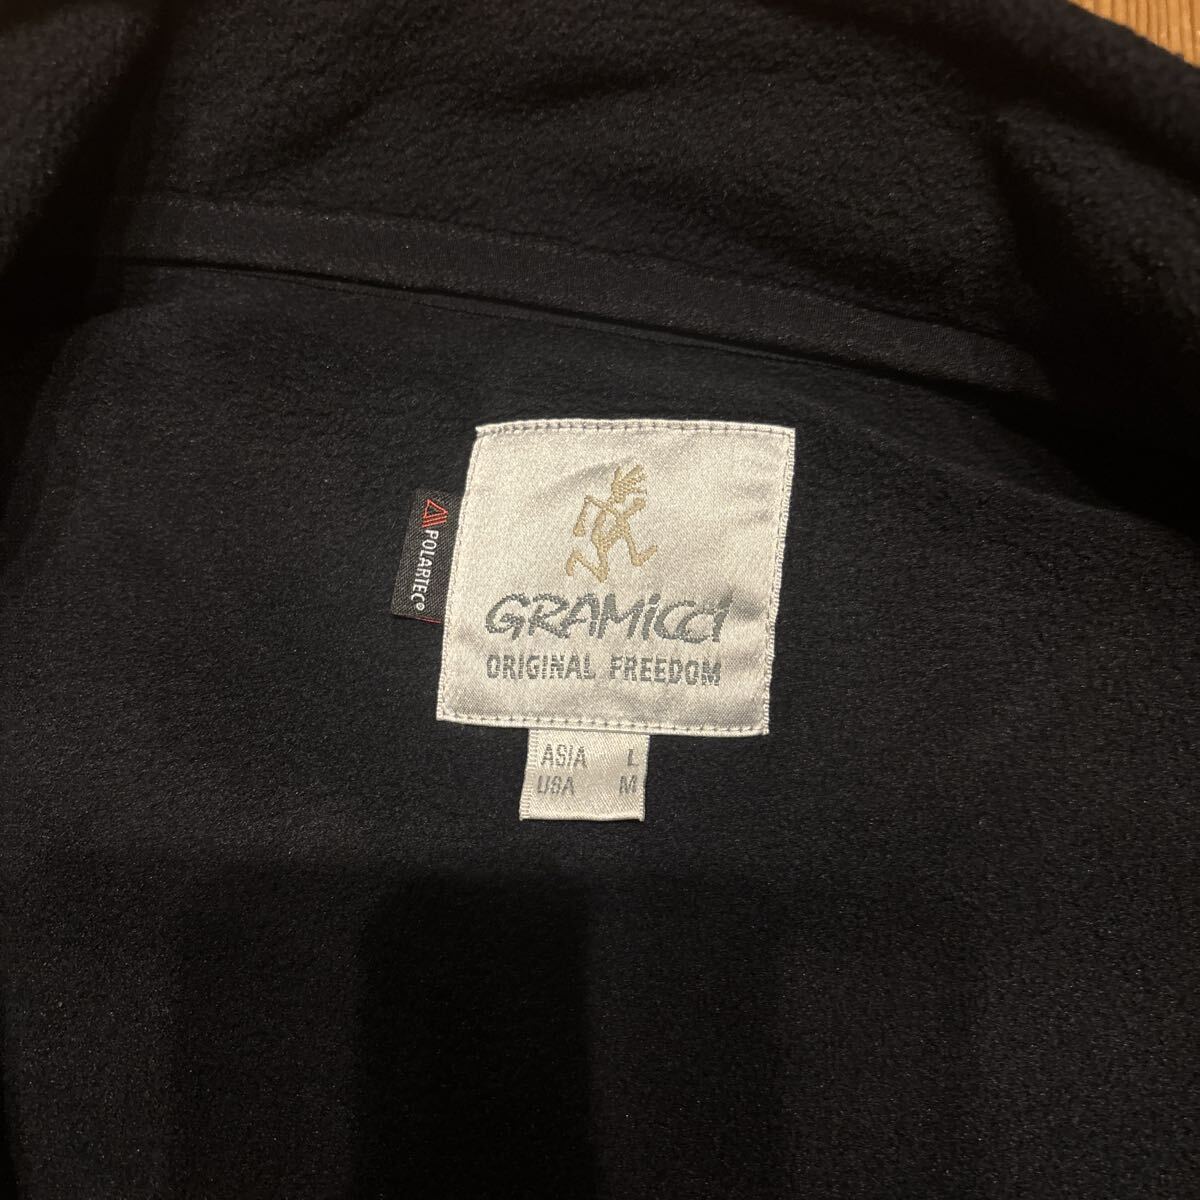 POLARTEC®
GRAMiCCi
ORIGINAL FREEDOM
ASIA L
USA M